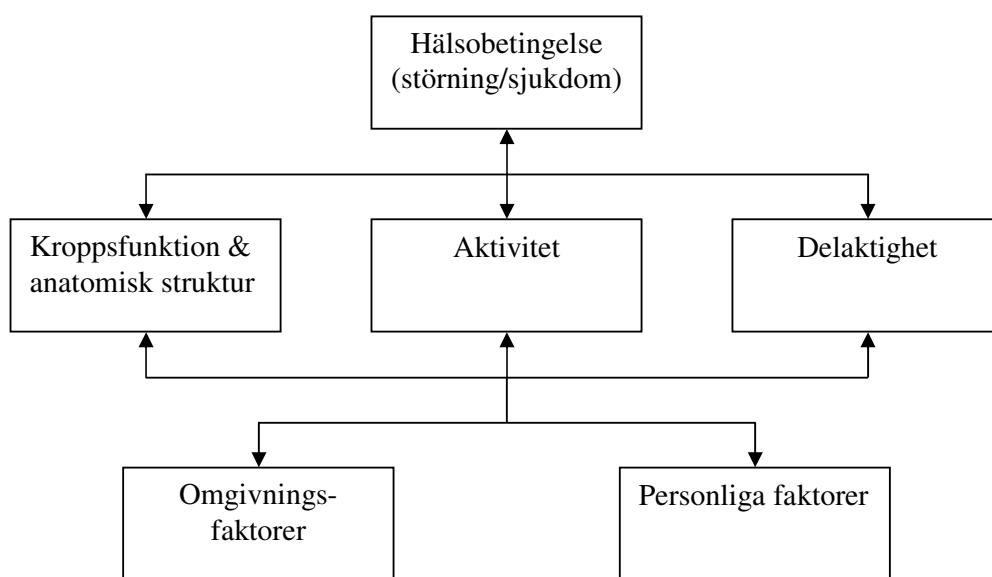 Hälsobetingelse
(störning/sjukdom)
Kroppsfunktion &
anatomisk struktur
Aktivitet
Delaktighet
Omgivnings-
faktorer
Personliga faktorer